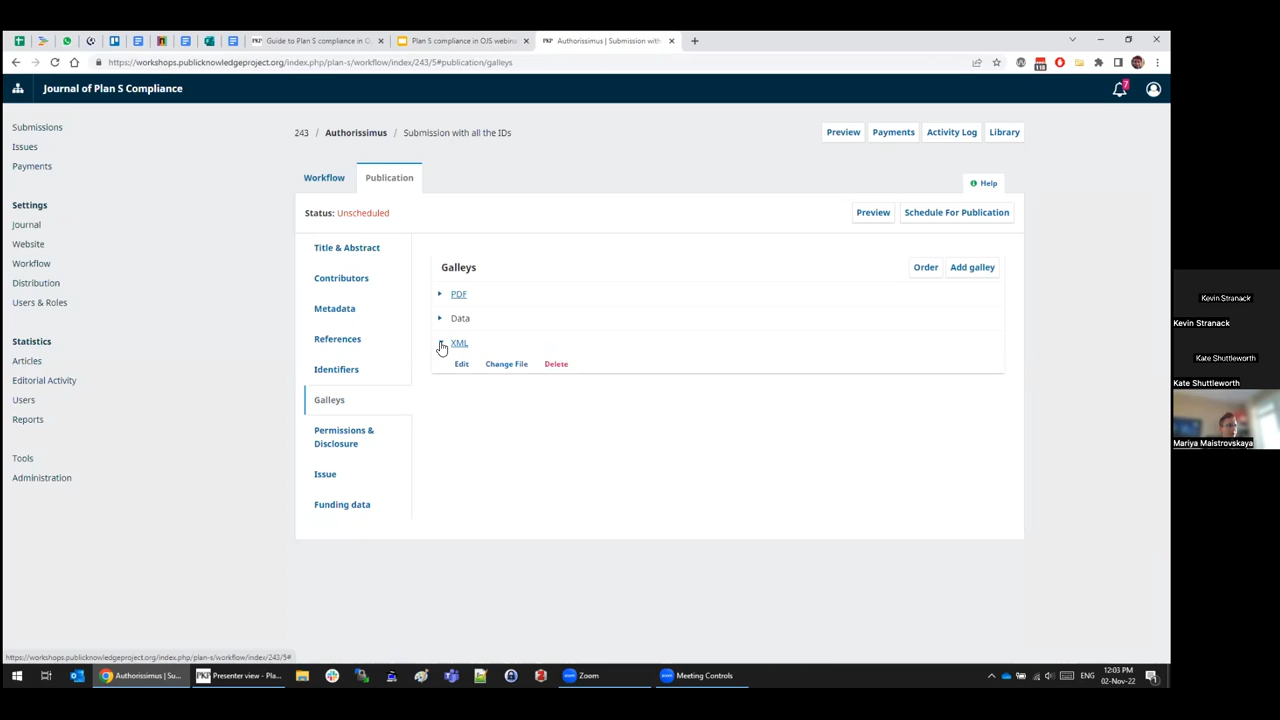 Guide to Plan S compliance in O
Plan S compliance in OJS webina
Authorissimus | Submission with
https://workshops.publicknowledgeproject.org/index.php/plan-s/workflow/index/243/5#publication/galleys
118
Journal of Plan S Compliance
7
Submissions
Issues
Payments
Settings
Journal
Website
Workflow
Distribution
Users & Roles
Statistics
Articles
Editorial Activity
Users
Reports
Tools
Administration
243 / Authorissimus / Submission with all the IDs
Preview
Payments
Activity Log
Library
Workflow
Publication
Help
Status: Unscheduled
Preview
Schedule For Publication
Title & Abstract
Contributors
Metadata
References
Identifiers
Galleys
Permissions &
Disclosure
Issue
Funding data
Galleys
Order
Add galley
PDF
Data
XML
Edit
Change File
Delete
Kevin Stranack
Kevin Stranack
Kate Shuttleworth
Kate Shuttleworth
Mariya Maistrovskaya
https://workshops.publicknowledgeproject.org/index.php/plan-s/workflow/index/243/5#
Authorissimus | Su...
PKP
Presenter view - Pla...
Zoom
Meeting Controls
ENG
12:03 PM
02-Nov-22
1